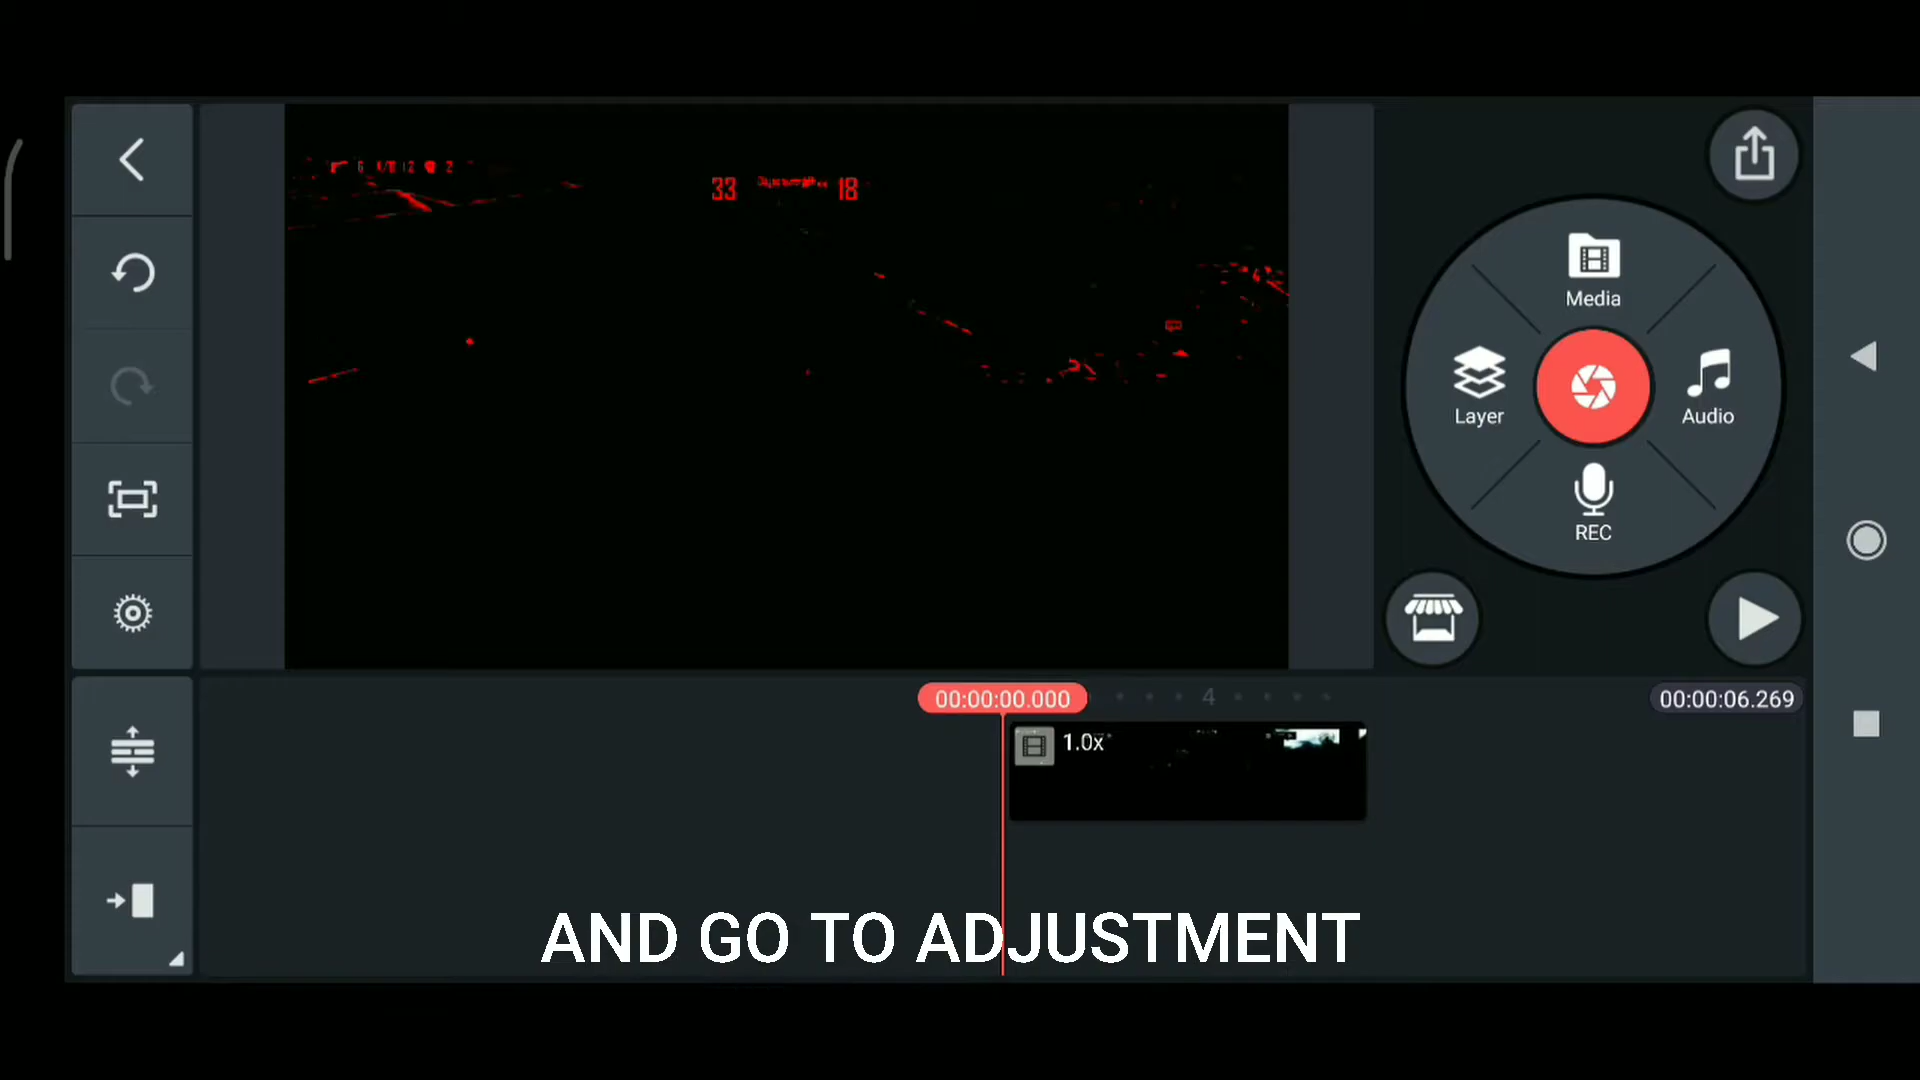 33 18
Media
Layer
Audio
REC
00:00:00.000
4
00:00:06.269
1.0x
AND GO TO ADJUSTMENT